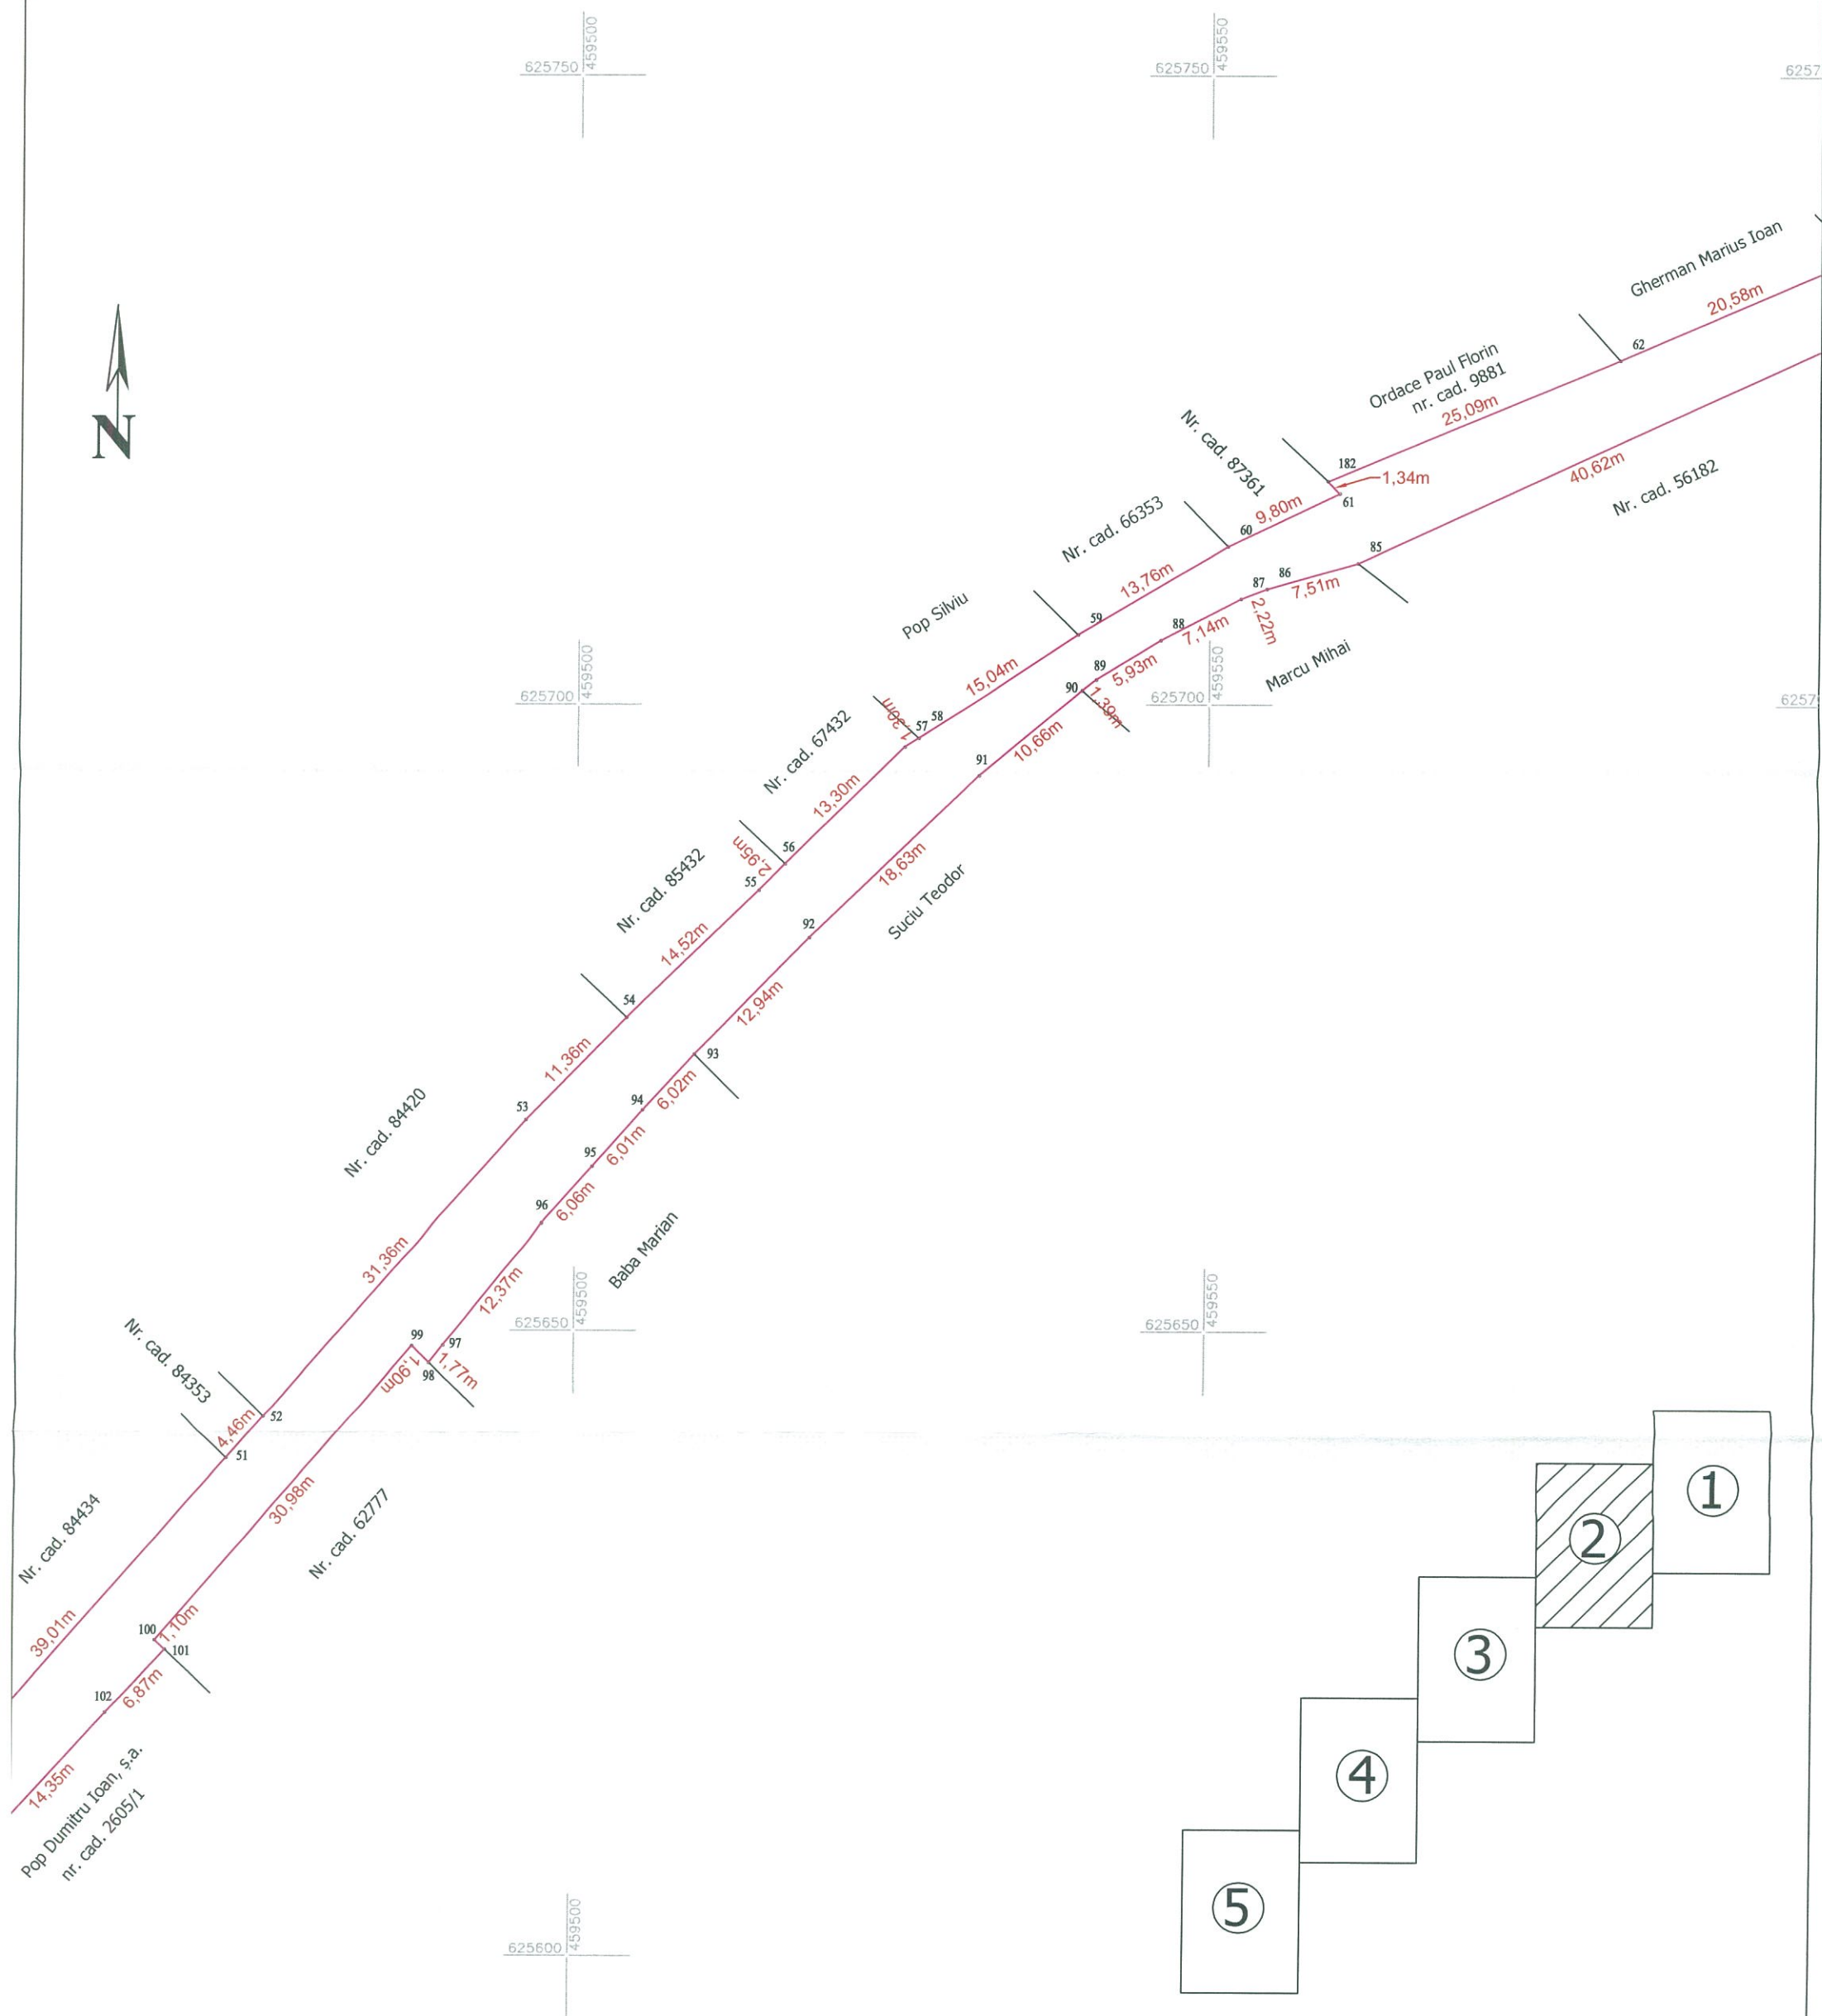 459500
625750
459550
625750
6257
Gherman Marius Ioan
20,58m
62
Ordace Paul Florin
nr. cad. 9881
25,09m
N
Nr. cad. 87361
182
1,34m
61
40,62m
Nr. cad. 56182
9,80m
60
Nr. cad. 66353
85
86
87
7,51m
2,22m
13,76m
Pop Silviu
59
88
7,14m
Marcu Mihai
89
5,93m
90
1,39m
459500
625700
459550
625700
6257
15,04m
58
57
1,30m
Nr. cad. 67432
10,66m
91
13,30m
56
2,95m
55
Nr. cad. 85432
18,63m
Suciu Teodor
92
14,52m
54
12,94m
11,36m
93
Nr. cad. 84420
53
6,02m
94
6,01m
95
6,06m
96
Baba Marian
31,36m
12,37m
459500
625650
459550
625650
99
97
1,77m
98
1,90m
Nr. cad. 84353
52
4,46m
51
30,98m
Nr. cad. 62777
Nr. cad. 84434
39,01m
100
1,10m
101
6,87m
102
14,35m
Pop Dumitru Ioan, ș.a.
nr. cad. 2605/1
1
2
3
4
5
459500
625600